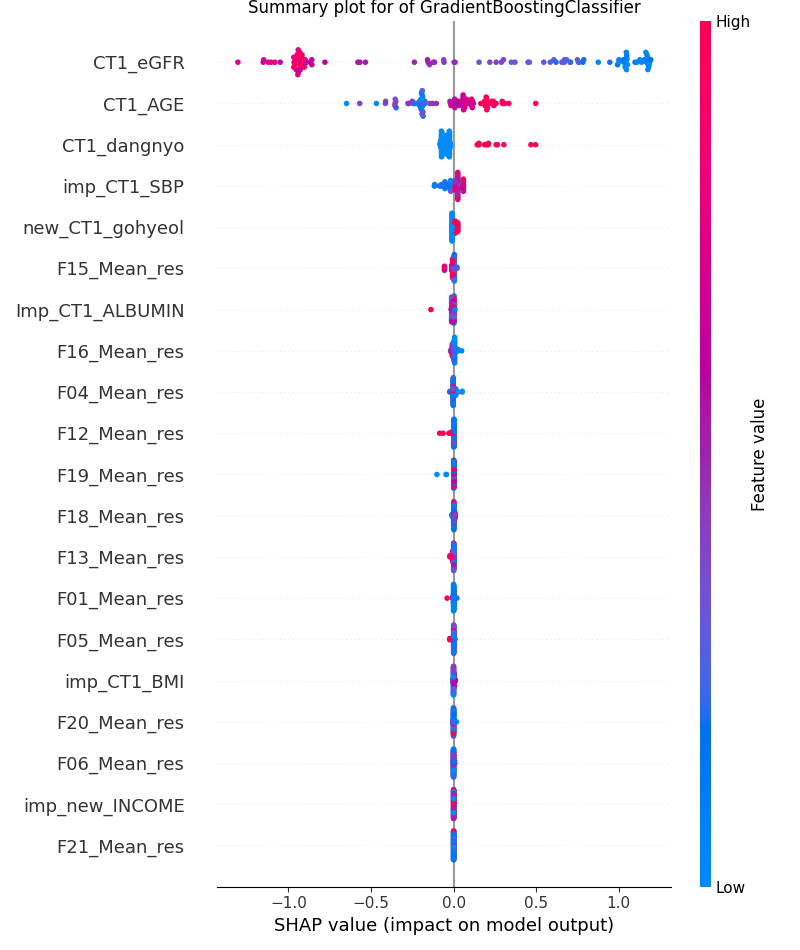 Summary plot for of GradientBoostingClassifier
High
CT1_eGFR
CT1_AGE
CT1_dangnyo
imp_CT1_SBP
new_CT1_gohyeol
F15_Mean_res
Imp_CT1_ALBUMIN
F16_Mean_res
F04_Mean_res
F12_Mean_res
F19_Mean_res
F18_Mean_res
F13_Mean_res
F01_Mean_res
F05_Mean_res
imp_CT1_BMI
F20_Mean_res
F06_Mean_res
imp_new_INCOME
F21_Mean_res
Feature value
Low
−1.0 −0.5 0.0 0.5 1.0
SHAP value (impact on model output)